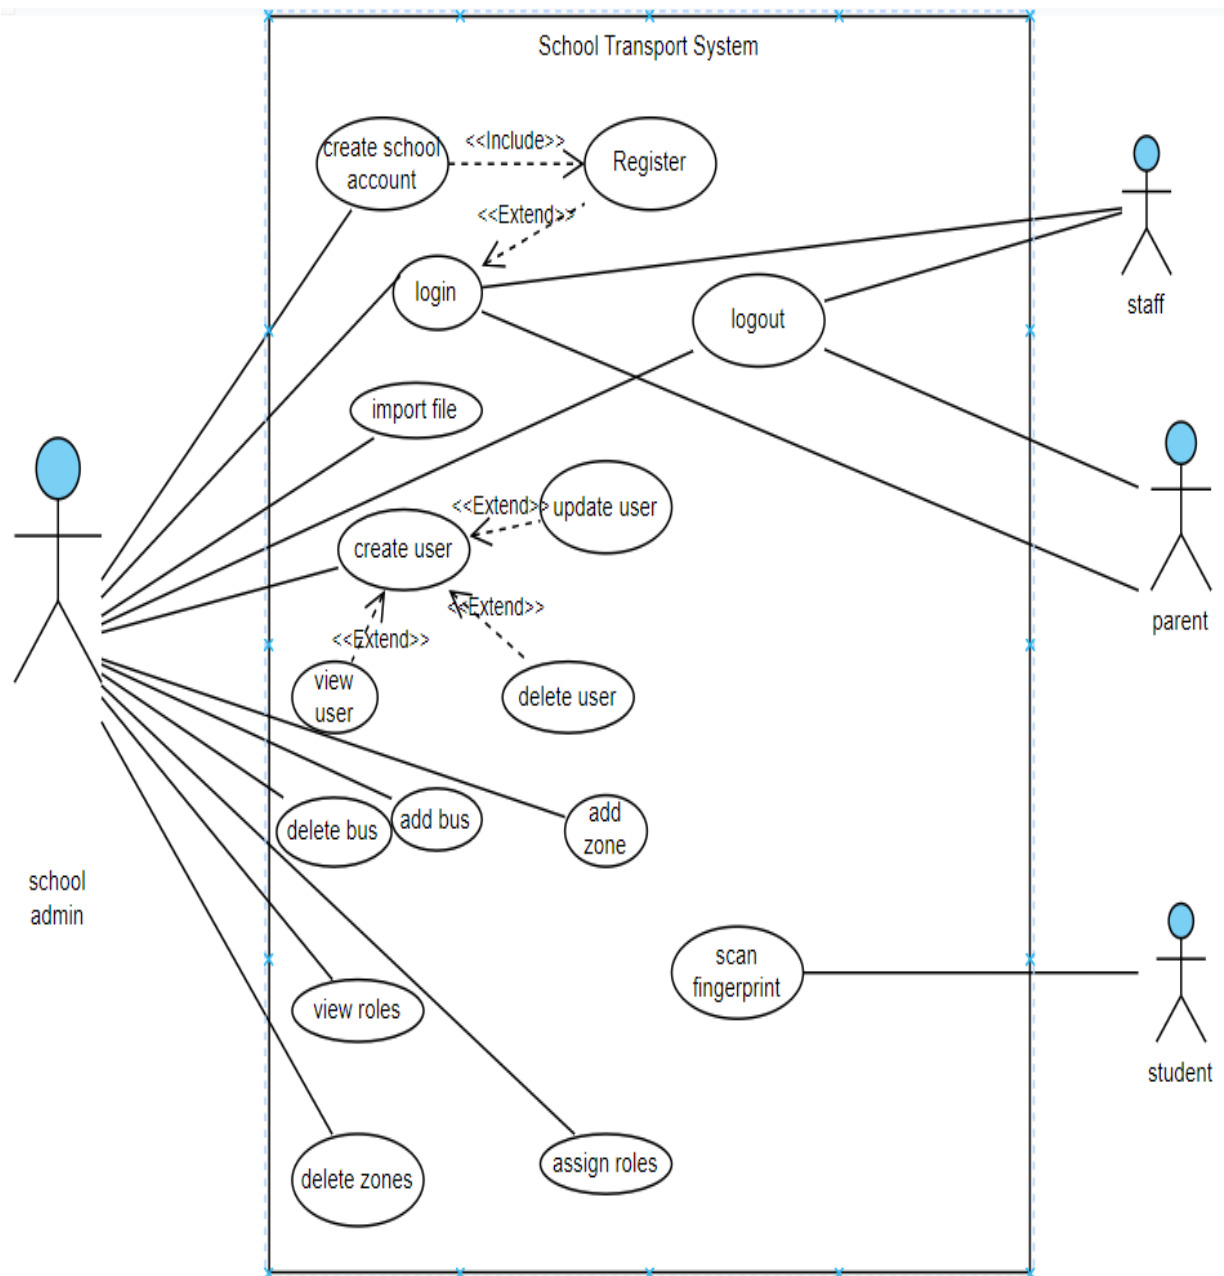 School Transport System
create school
account
<<Include>>
Register
<<Extend>>
login
logout
staff
import file
<<Extend>>
update user
create user
<<Extend>>
<<Extend>>
parent
view
user
delete user
delete bus
add bus
add
zone
school
admin
scan
fingerprint
view roles
student
delete zones
assign roles